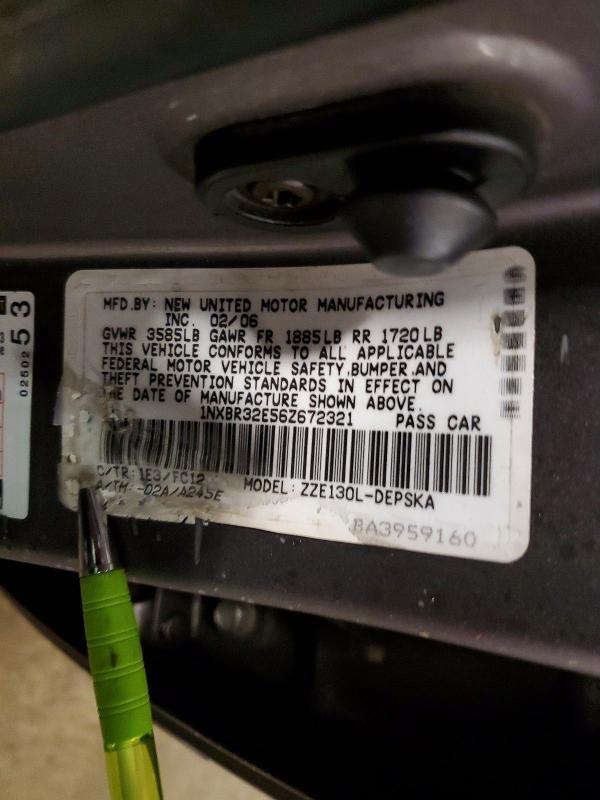 MFD.BY: NEW UNITED MOTOR MANUFACTURING
INC. 02/06
GVWR 3585LB GAWR FR 1885LB RR 1720LB
THIS VEHICLE CONFORMS TO ALL APPLICABLE
FEDERAL MOTOR VEHICLE SAFETY,BUMPER,AND
THEFT PREVENTION STANDARDS IN EFFECT ON
THE DATE OF MANUFACTURE SHOWN ABOVE.
1NXBR32E56Z672321 PASS CAR
C/TR:1E3/FC12
A/TM:-02A/A245E MODEL: ZZE130L-DEPSKA
BA3959160
53
02502